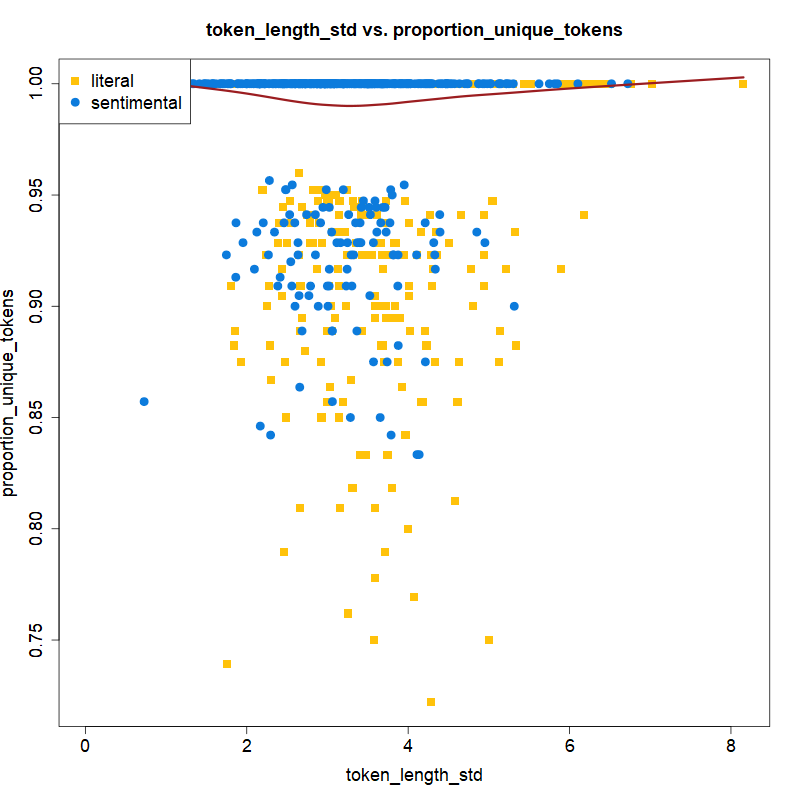 token_length_std vs. proportion_unique_tokens
literal
sentimental
proportion_unique_tokens
1.00
0.95
0.90
0.85
0.80
0.75
0 2 4 6 8
token_length_std